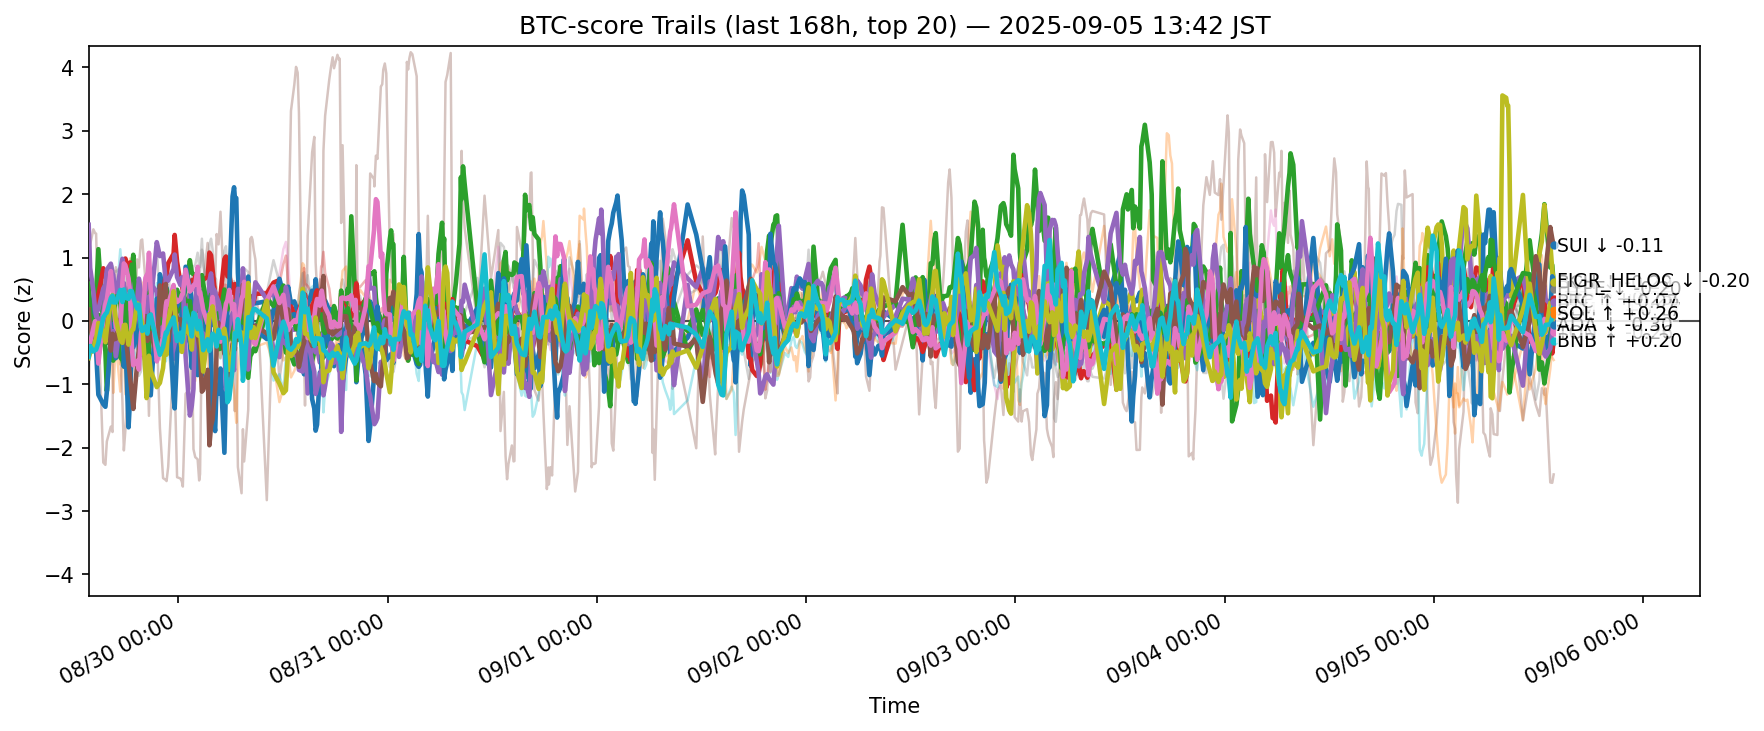 BTC-score Trails (last 168h, top 20) — 2025-09-05 13:42 JST
Score (z)
4
3
2
1
0
−1
−2
−3
−4
SUI ↓ -0.11
FIGR_HELOC ↓ -0.20
SOL ↑ +0.26
ADA ↓ -0.30
BNB ↑ +0.20
08/30 00:00
08/31 00:00
09/01 00:00
09/02 00:00
09/03 00:00
09/04 00:00
09/05 00:00
09/06 00:00
Time